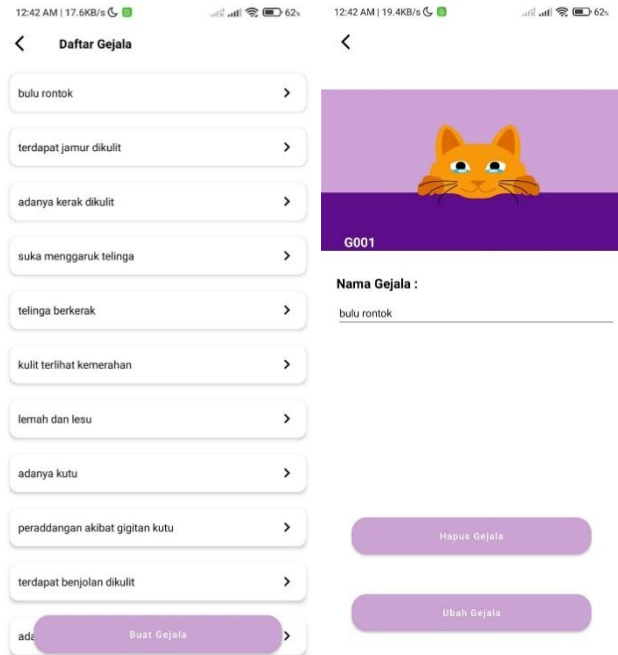 12:42 AM | 17.6KB/s
62%
Daftar Gejala
bulu rontok
terdapat jamur dikulit
adanya kerak dikulit
suka menggaruk telinga
telinga berkerak
kulit terlihat kemerahan
lemah dan lesu
adanya kutu
peraddangan akibat gigitan kutu
terdapat benjolan dikulit
Buat Gejala
12:42 AM | 19.4KB/s
62%
G001
Nama Gejala :
bulu rontok
Hapus Gejala
Ubah Gejala